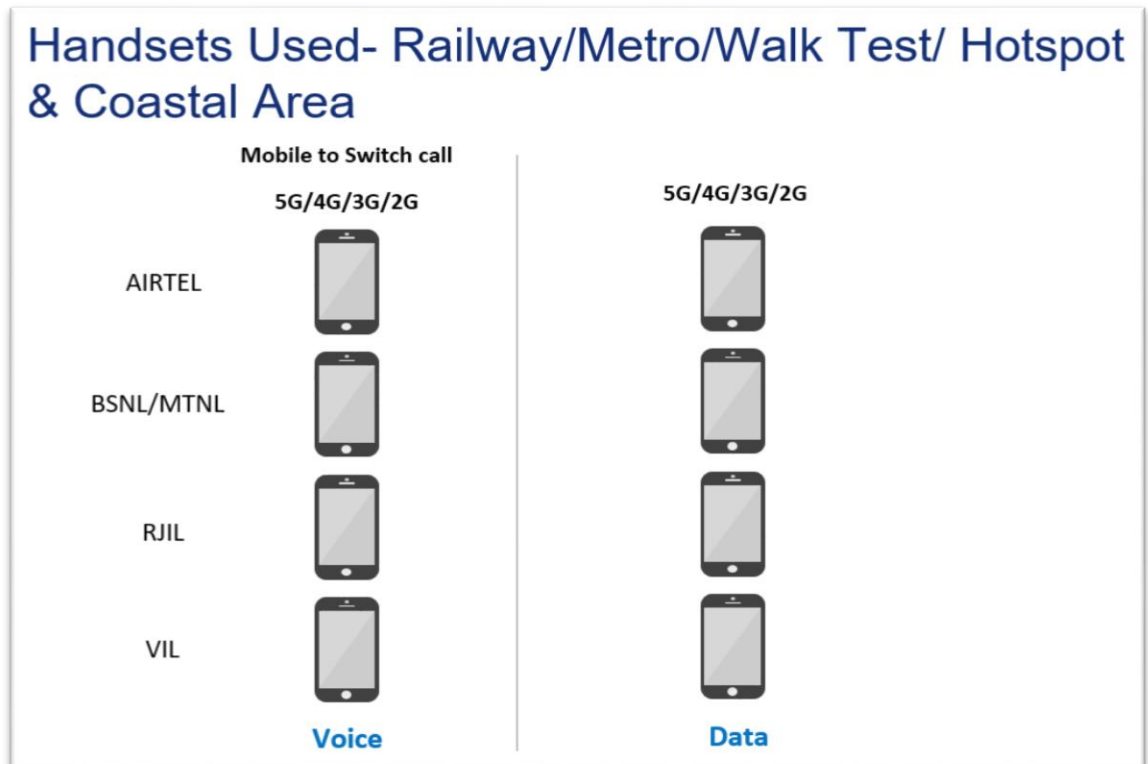 Handsets Used- Railway/Metro/Walk Test/ Hotspot
& Coastal Area
Mobile to Switch call
5G/4G/3G/2G
5G/4G/3G/2G
AIRTEL
BSNL/MTNL
RJIL
VIL
Voice
Data